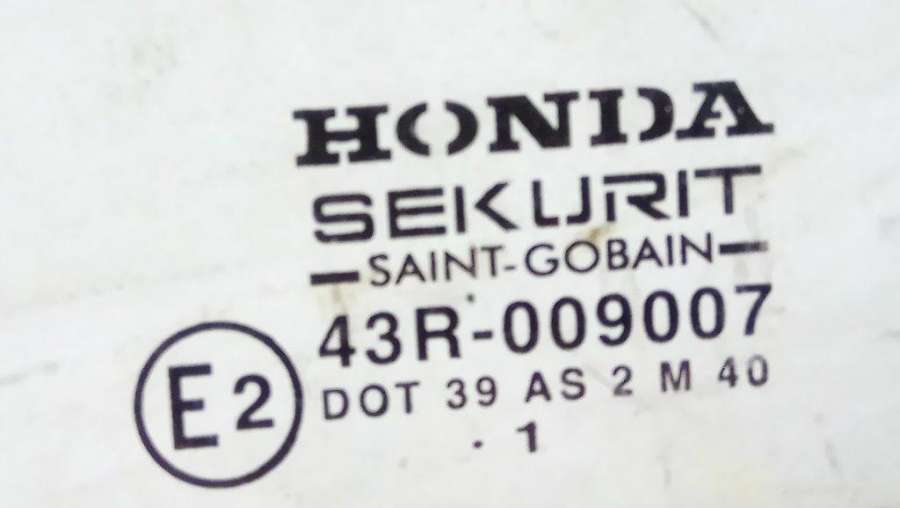 HONDA
SEKURIT
SAINT-GOBAIN
43R-009007
E2
DOT 39 AS 2 M 40
. 1